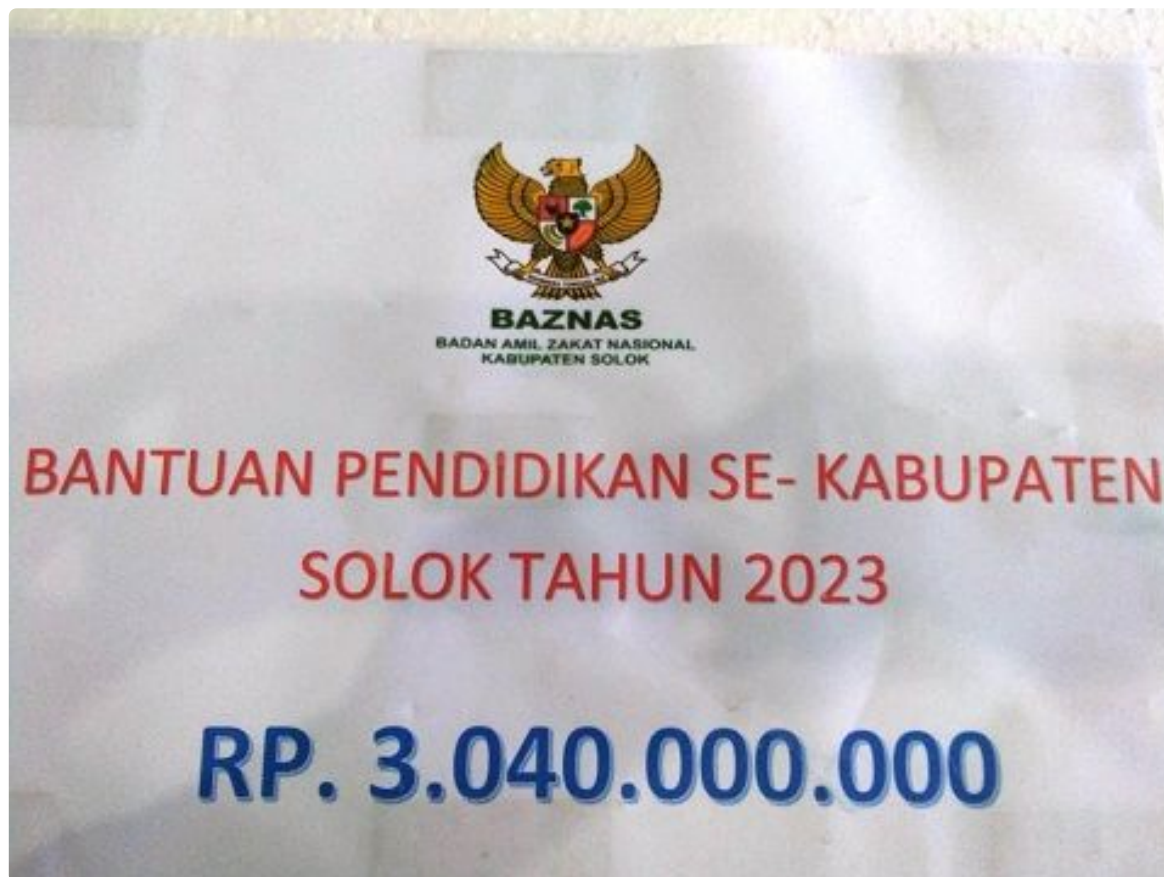 BAZNAS
BADAN AMIL ZAKAT NASIONAL
KABUPATEN SOLOK
BANTUAN PENDIDIKAN SE- KABUPATEN
SOLOK TAHUN 2023
RP. 3.040.000.000